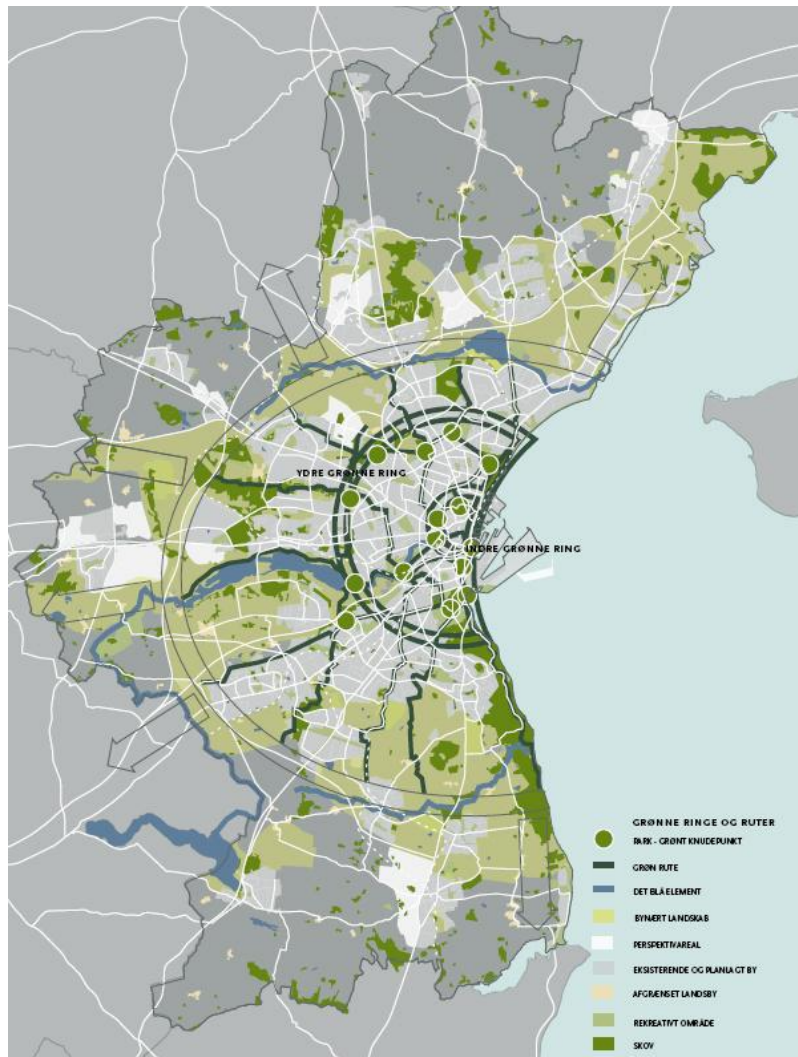 YDRE GRØNNE RING
INDRE GRØNNE RING
GRØNNE RINGE OG RUTER
PARK - GRØNT KNUDEPUNKT
GRØN RUTE
DET BLÅ ELEMENT
BYNÆRT LANDSKAB
PERSPEKTIVAREAL
EKSISTERENDE OG PLANLAGT BY
AFGRÆNSET LANDSBY
REKREATIVT OMRÅDE
SKOV